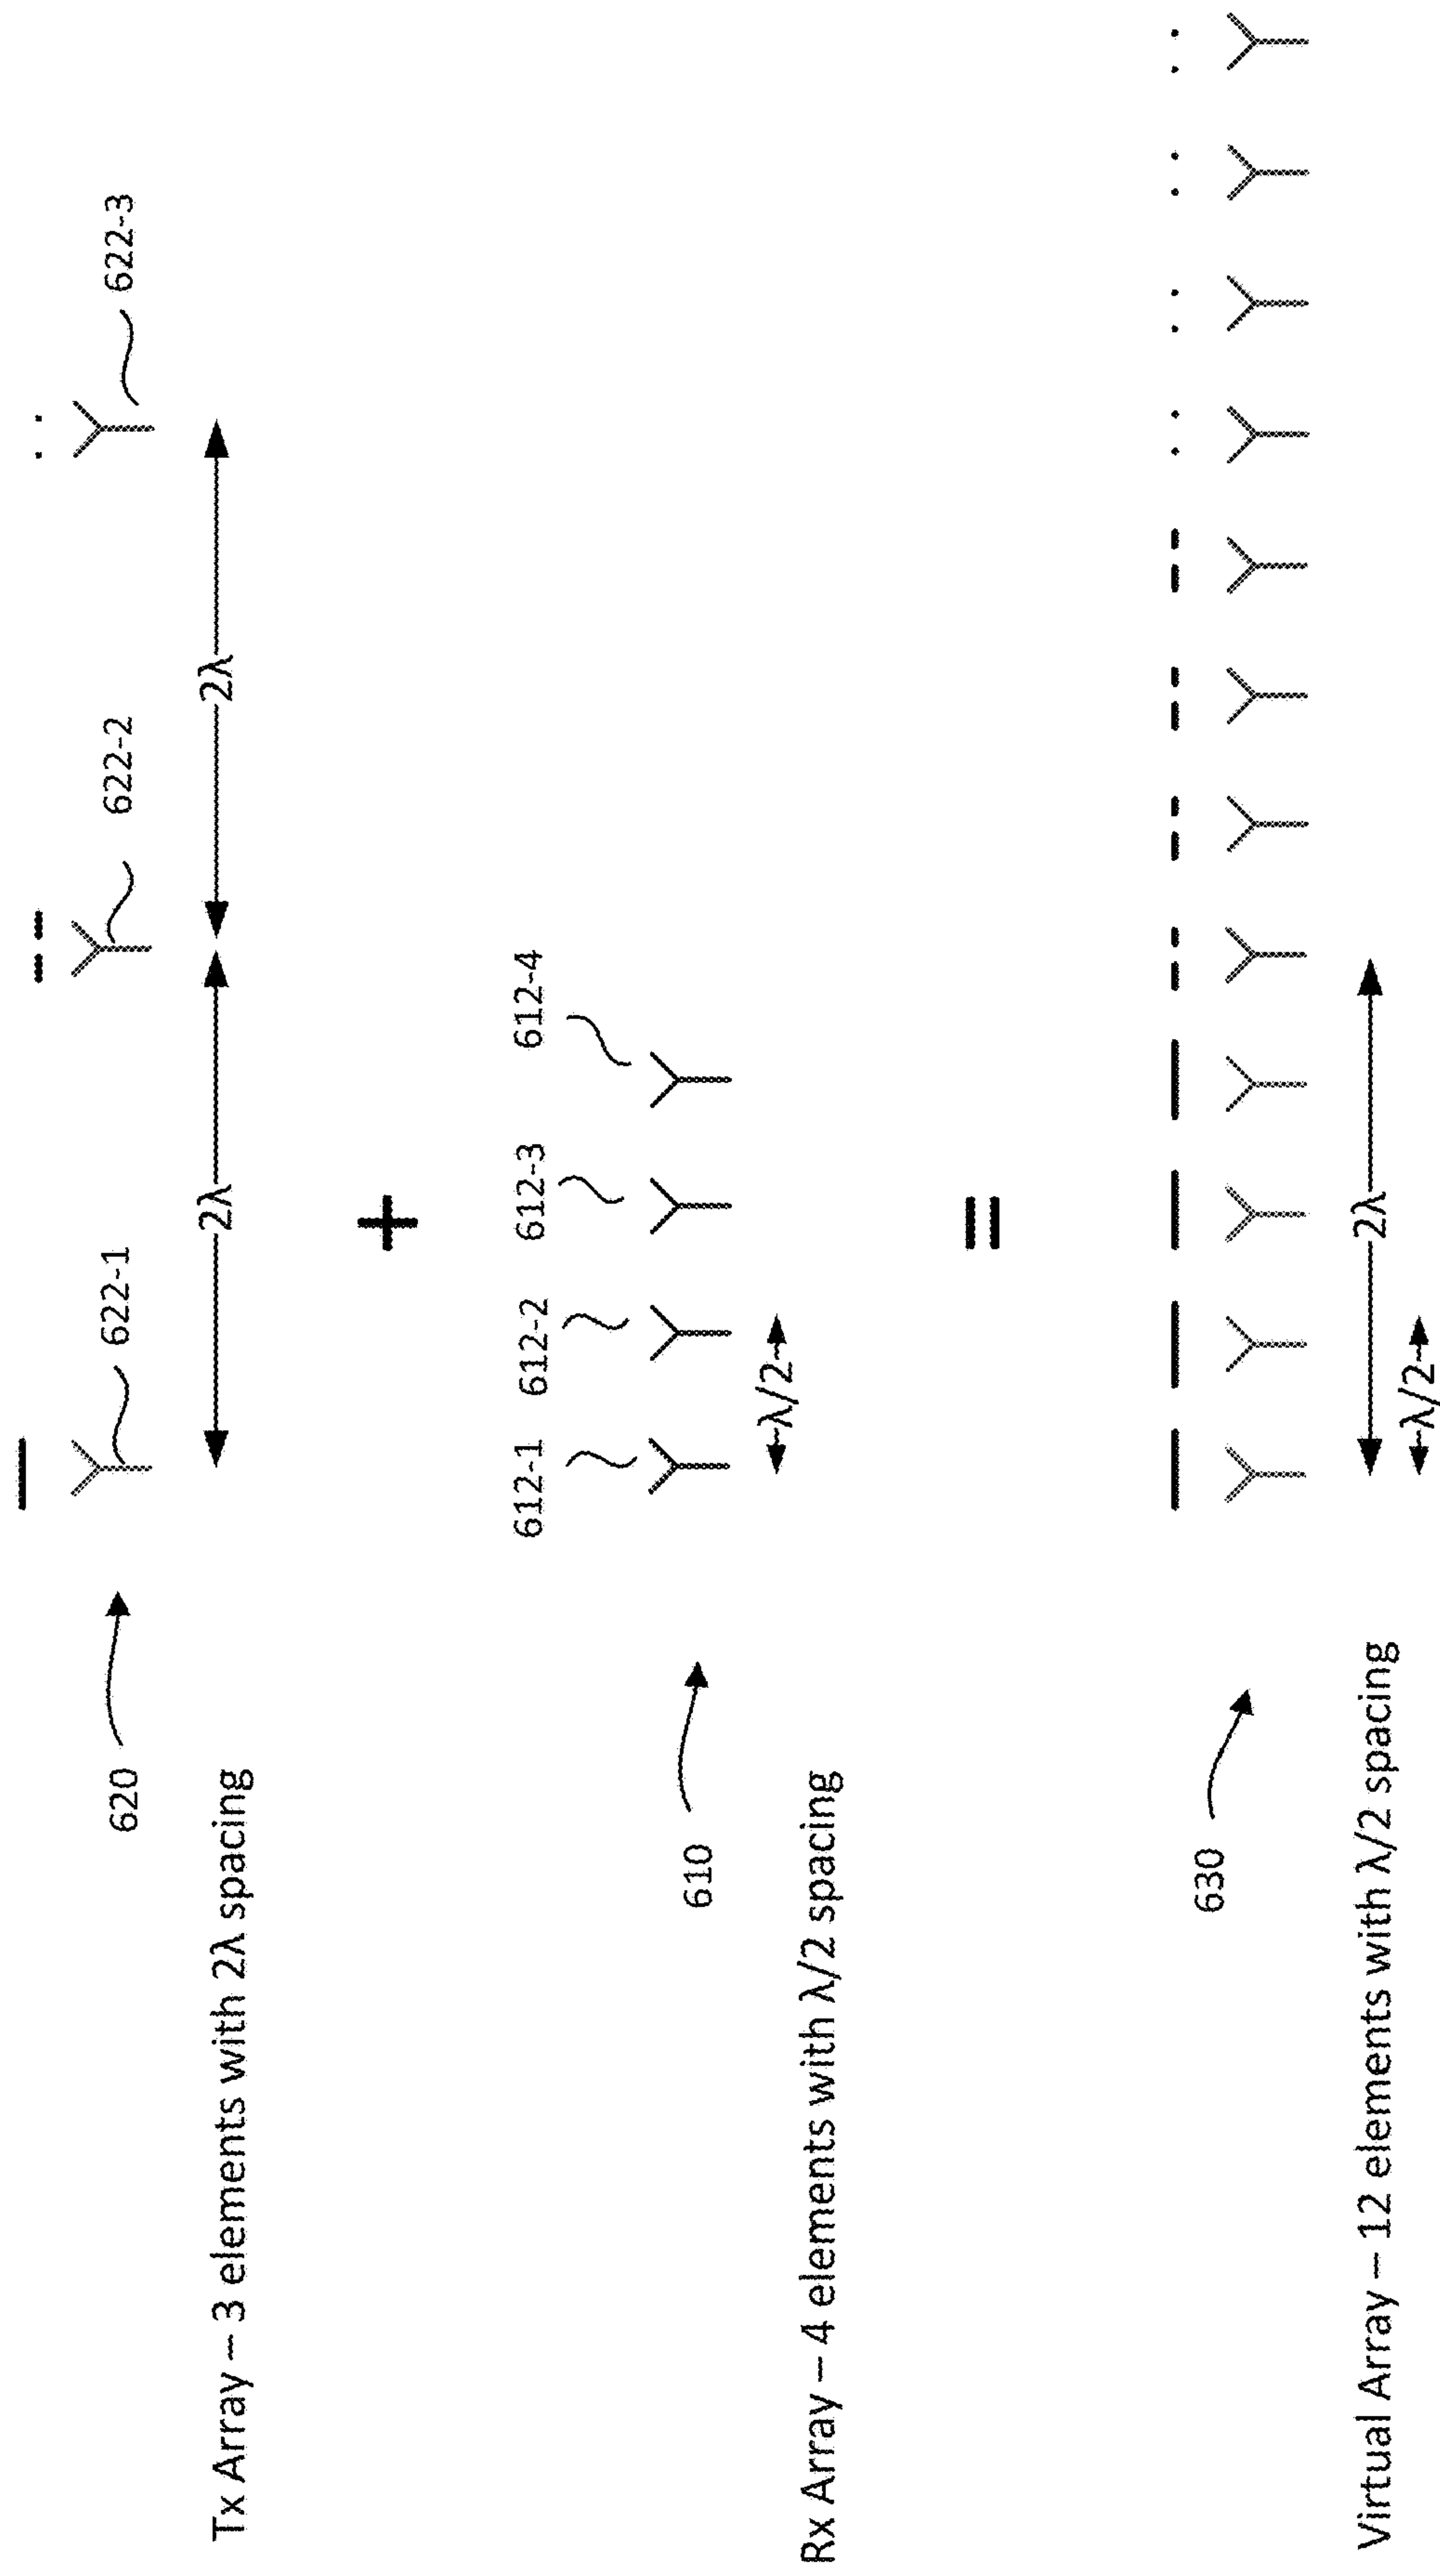 622-1
622-2
622-3
620
2λ
2λ
Tx Array – 3 elements with 2λ spacing
+
612-1
612-2
612-3
612-4
610
λ/2
Rx Array – 4 elements with λ/2 spacing
=
630
2λ
Virtual Array – 12 elements with λ/2 spacing
λ/2